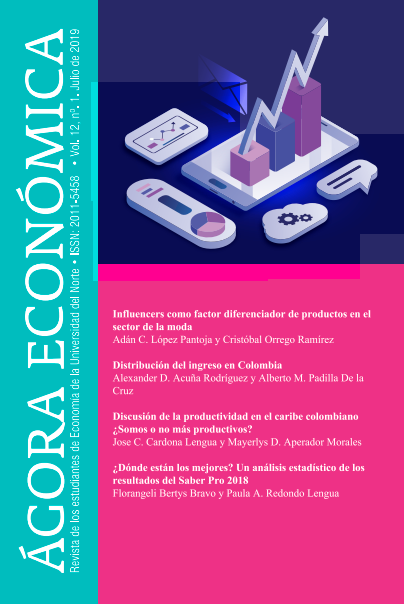 ÁGORA ECONÓMICA
Revista de los estudiantes de Economía de la Universidad del Norte • ISSN: 2011-5458 • Vol. 12, nº. 1. Julio de 2019
Influencers como factor diferenciador de productos en el
sector de la moda
Adán C. López Pantoja y Cristóbal Orrego Ramírez
Distribución del ingreso en Colombia
Alexander D. Acuña Rodríguez y Alberto M. Padilla De la
Cruz
Discusión de la productividad en el caribe colombiano
¿Somos o no más productivos?
Jose C. Cardona Lengua y Mayerlys D. Aperador Morales
¿Dónde están los mejores? Un análisis estadístico de los
resultados del Saber Pro 2018
Florangeli Bertys Bravo y Paula A. Redondo Lengua